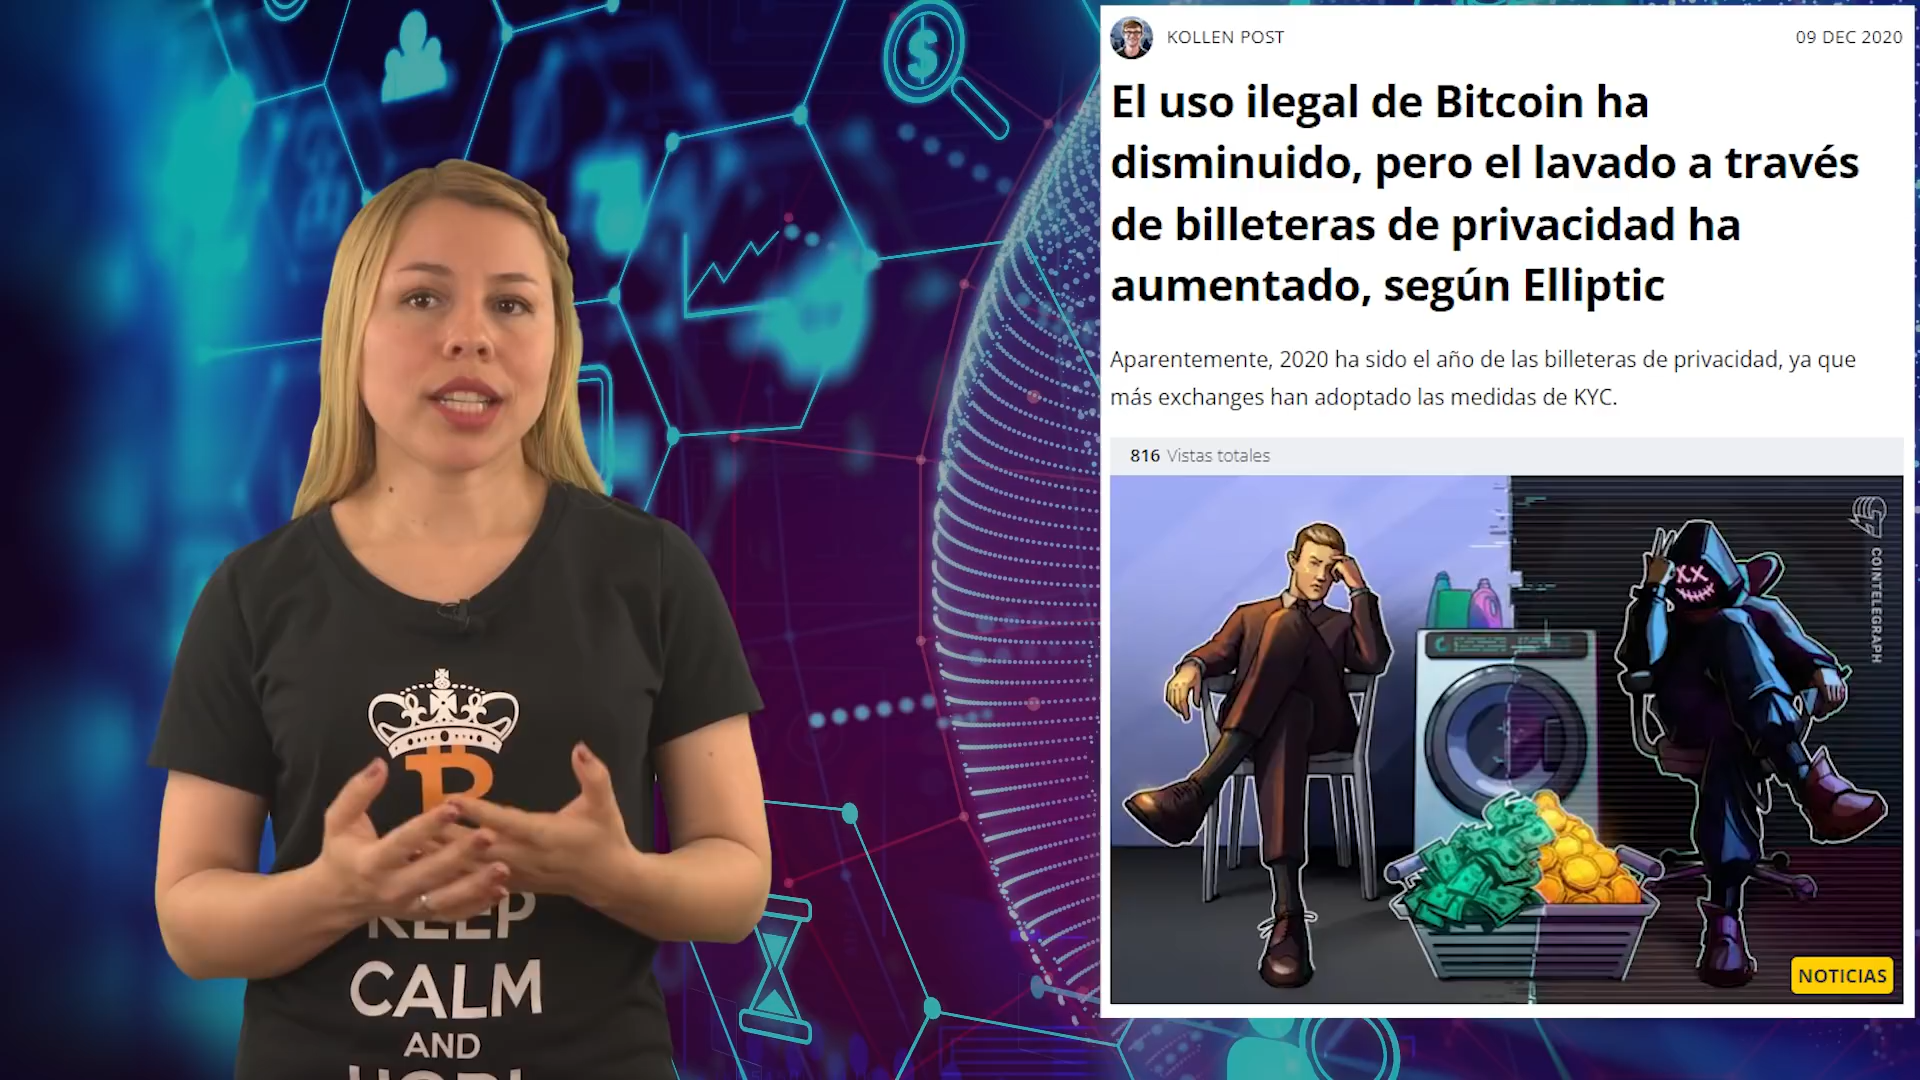 KOLLEN POST
09 DEC 2020
El uso ilegal de Bitcoin ha
disminuido, pero el lavado a través
de billeteras de privacidad ha
aumentado, según Elliptic
Aparentemente, 2020 ha sido el año de las billeteras de privacidad, ya que
más exchanges han adoptado las medidas de KYC.
816 Vistas totales
COINTELEGRAPH
NOTICIAS
KEEP
CALM
AND
HODL